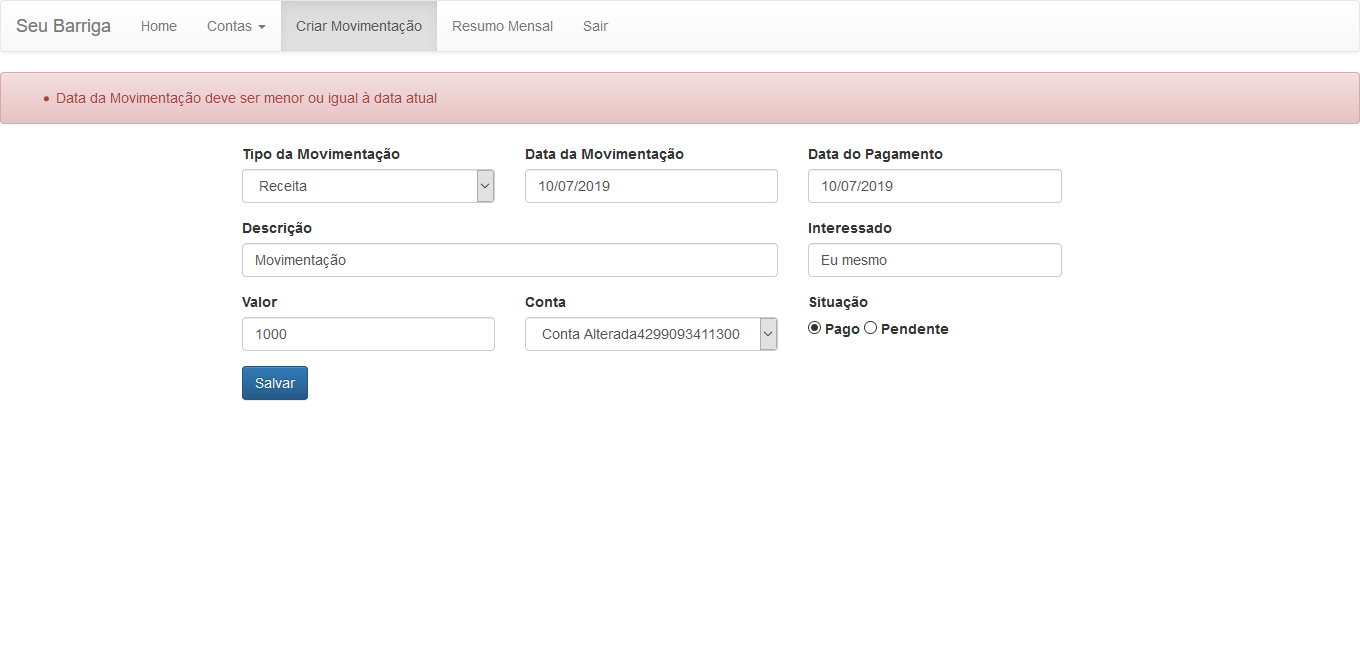 Seu Barriga Home Contas Criar Movimentação Resumo Mensal Sair
Data da Movimentação deve ser menor ou igual à data atual
Tipo da Movimentação Data da Movimentação Data do Pagamento
Receita 10/07/2019 10/07/2019
Descrição Interessado
Movimentação Eu mesmo
Valor Conta Situação
1000 Conta Alterada4299093411300 Pago Pendente
Salvar